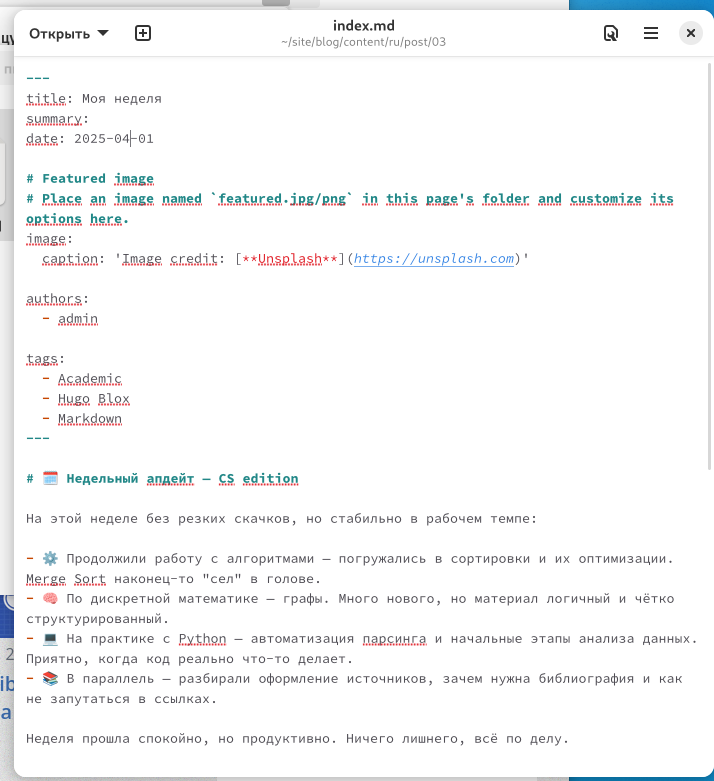 Открыть
index.md
~/site/blog/content/ru/post/03
---
title: Моя неделя
summary:
date: 2025-04-01
# Featured image
# Place an image named `featured.jpg/png` in this page's folder and customize its
options here.
image:
  caption: 'Image credit: [**Unsplash**](https://unsplash.com)'
authors:
  - admin
tags:
  - Academic
  - Hugo Blox
  - Markdown
---
# 🗓️ Недельный апдейт — CS edition
На этой неделе без резких скачков, но стабильно в рабочем темпе:
- ⚙️ Продолжили работу с алгоритмами — погружались в сортировки и их оптимизации.
Merge Sort наконец-то "сел" в голове.
- 🧠 По дискретной математике — графы. Много нового, но материал логичный и чётко
структурированный.
- 💻 На практике с Python — автоматизация парсинга и начальные этапы анализа данных.
Приятно, когда код реально что-то делает.
- 📚 В параллель — разбирали оформление источников, зачем нужна библиография и как
не запутаться в ссылках.
Неделя прошла спокойно, но продуктивно. Ничего лишнего, всё по делу.